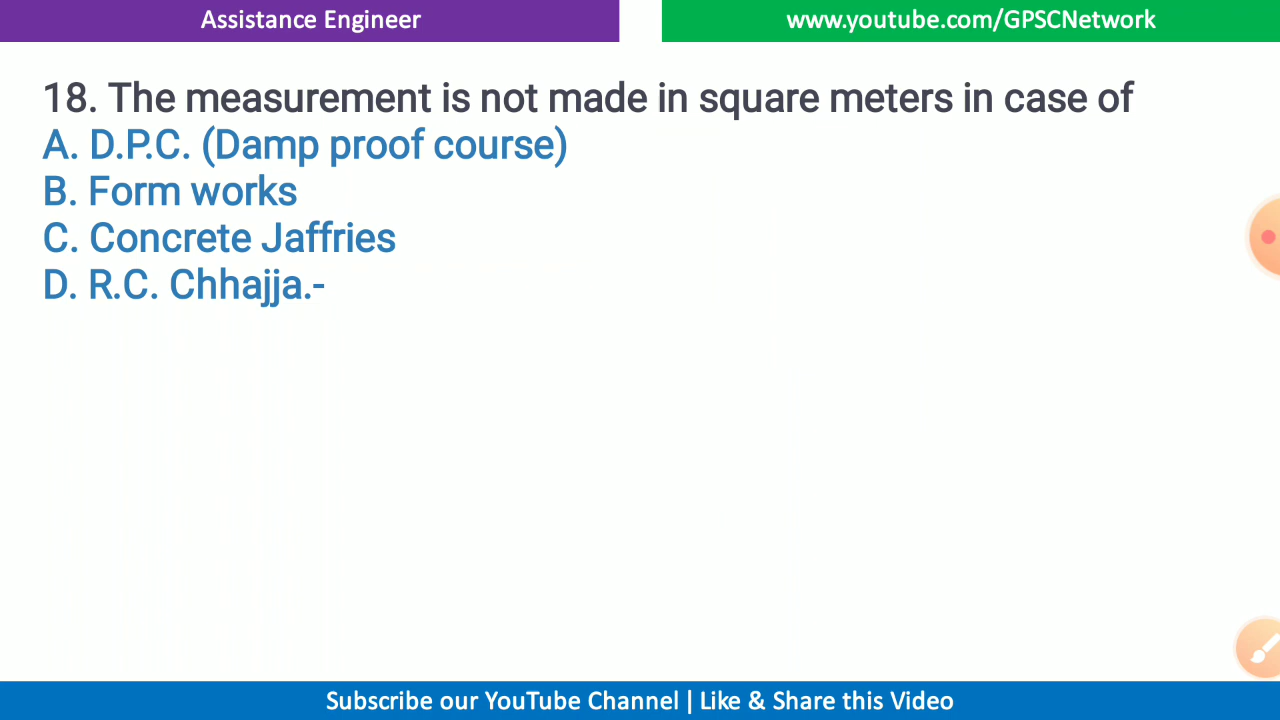 Assistance Engineer
www.youtube.com/GPSCNetwork
18. The measurement is not made in square meters in case of
A. D.P.C. (Damp proof course)
B. Form works
C. Concrete Jaffries
D. R.C. Chhajja.-
Subscribe our YouTube Channel | Like & Share this Video